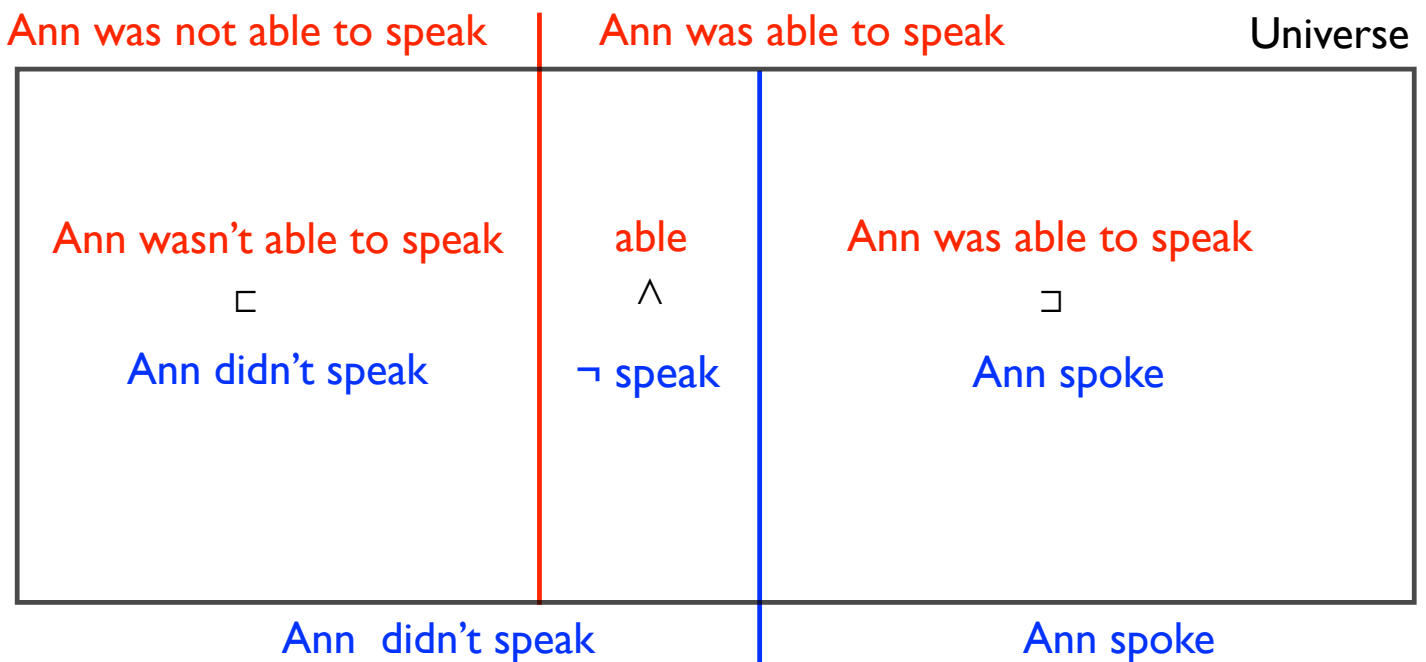 Ann was not able to speak Ann was able to speak Universe
Ann wasn't able to speak able Ann was able to speak
⊏ ∧ ⊐
Ann didn't speak ¬ speak Ann spoke
Ann didn't speak Ann spoke